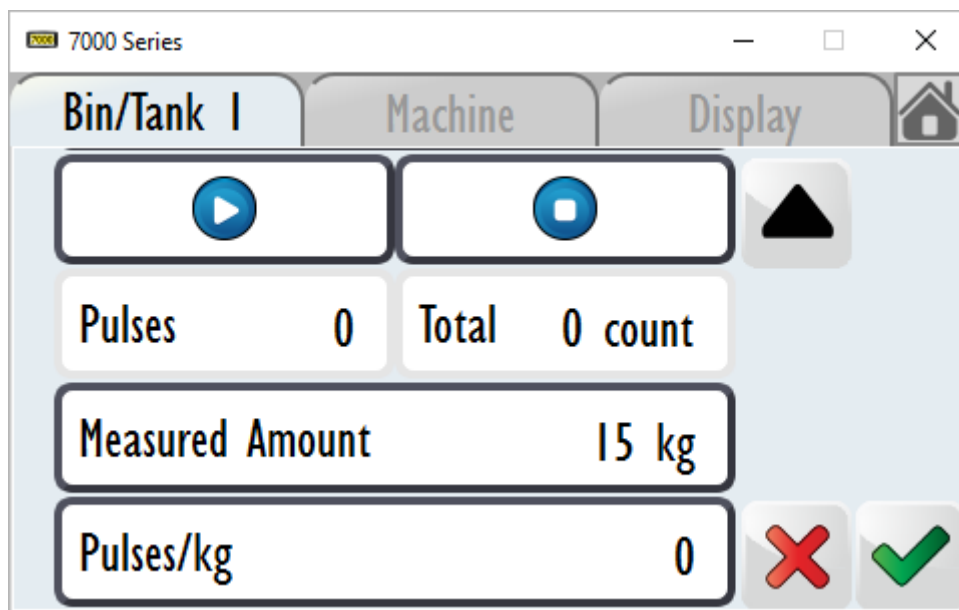 7000 7000 Series
Bin/Tank 1 Machine Display
Pulses 0 Total 0 count
Measured Amount 15 kg
Pulses/kg 0